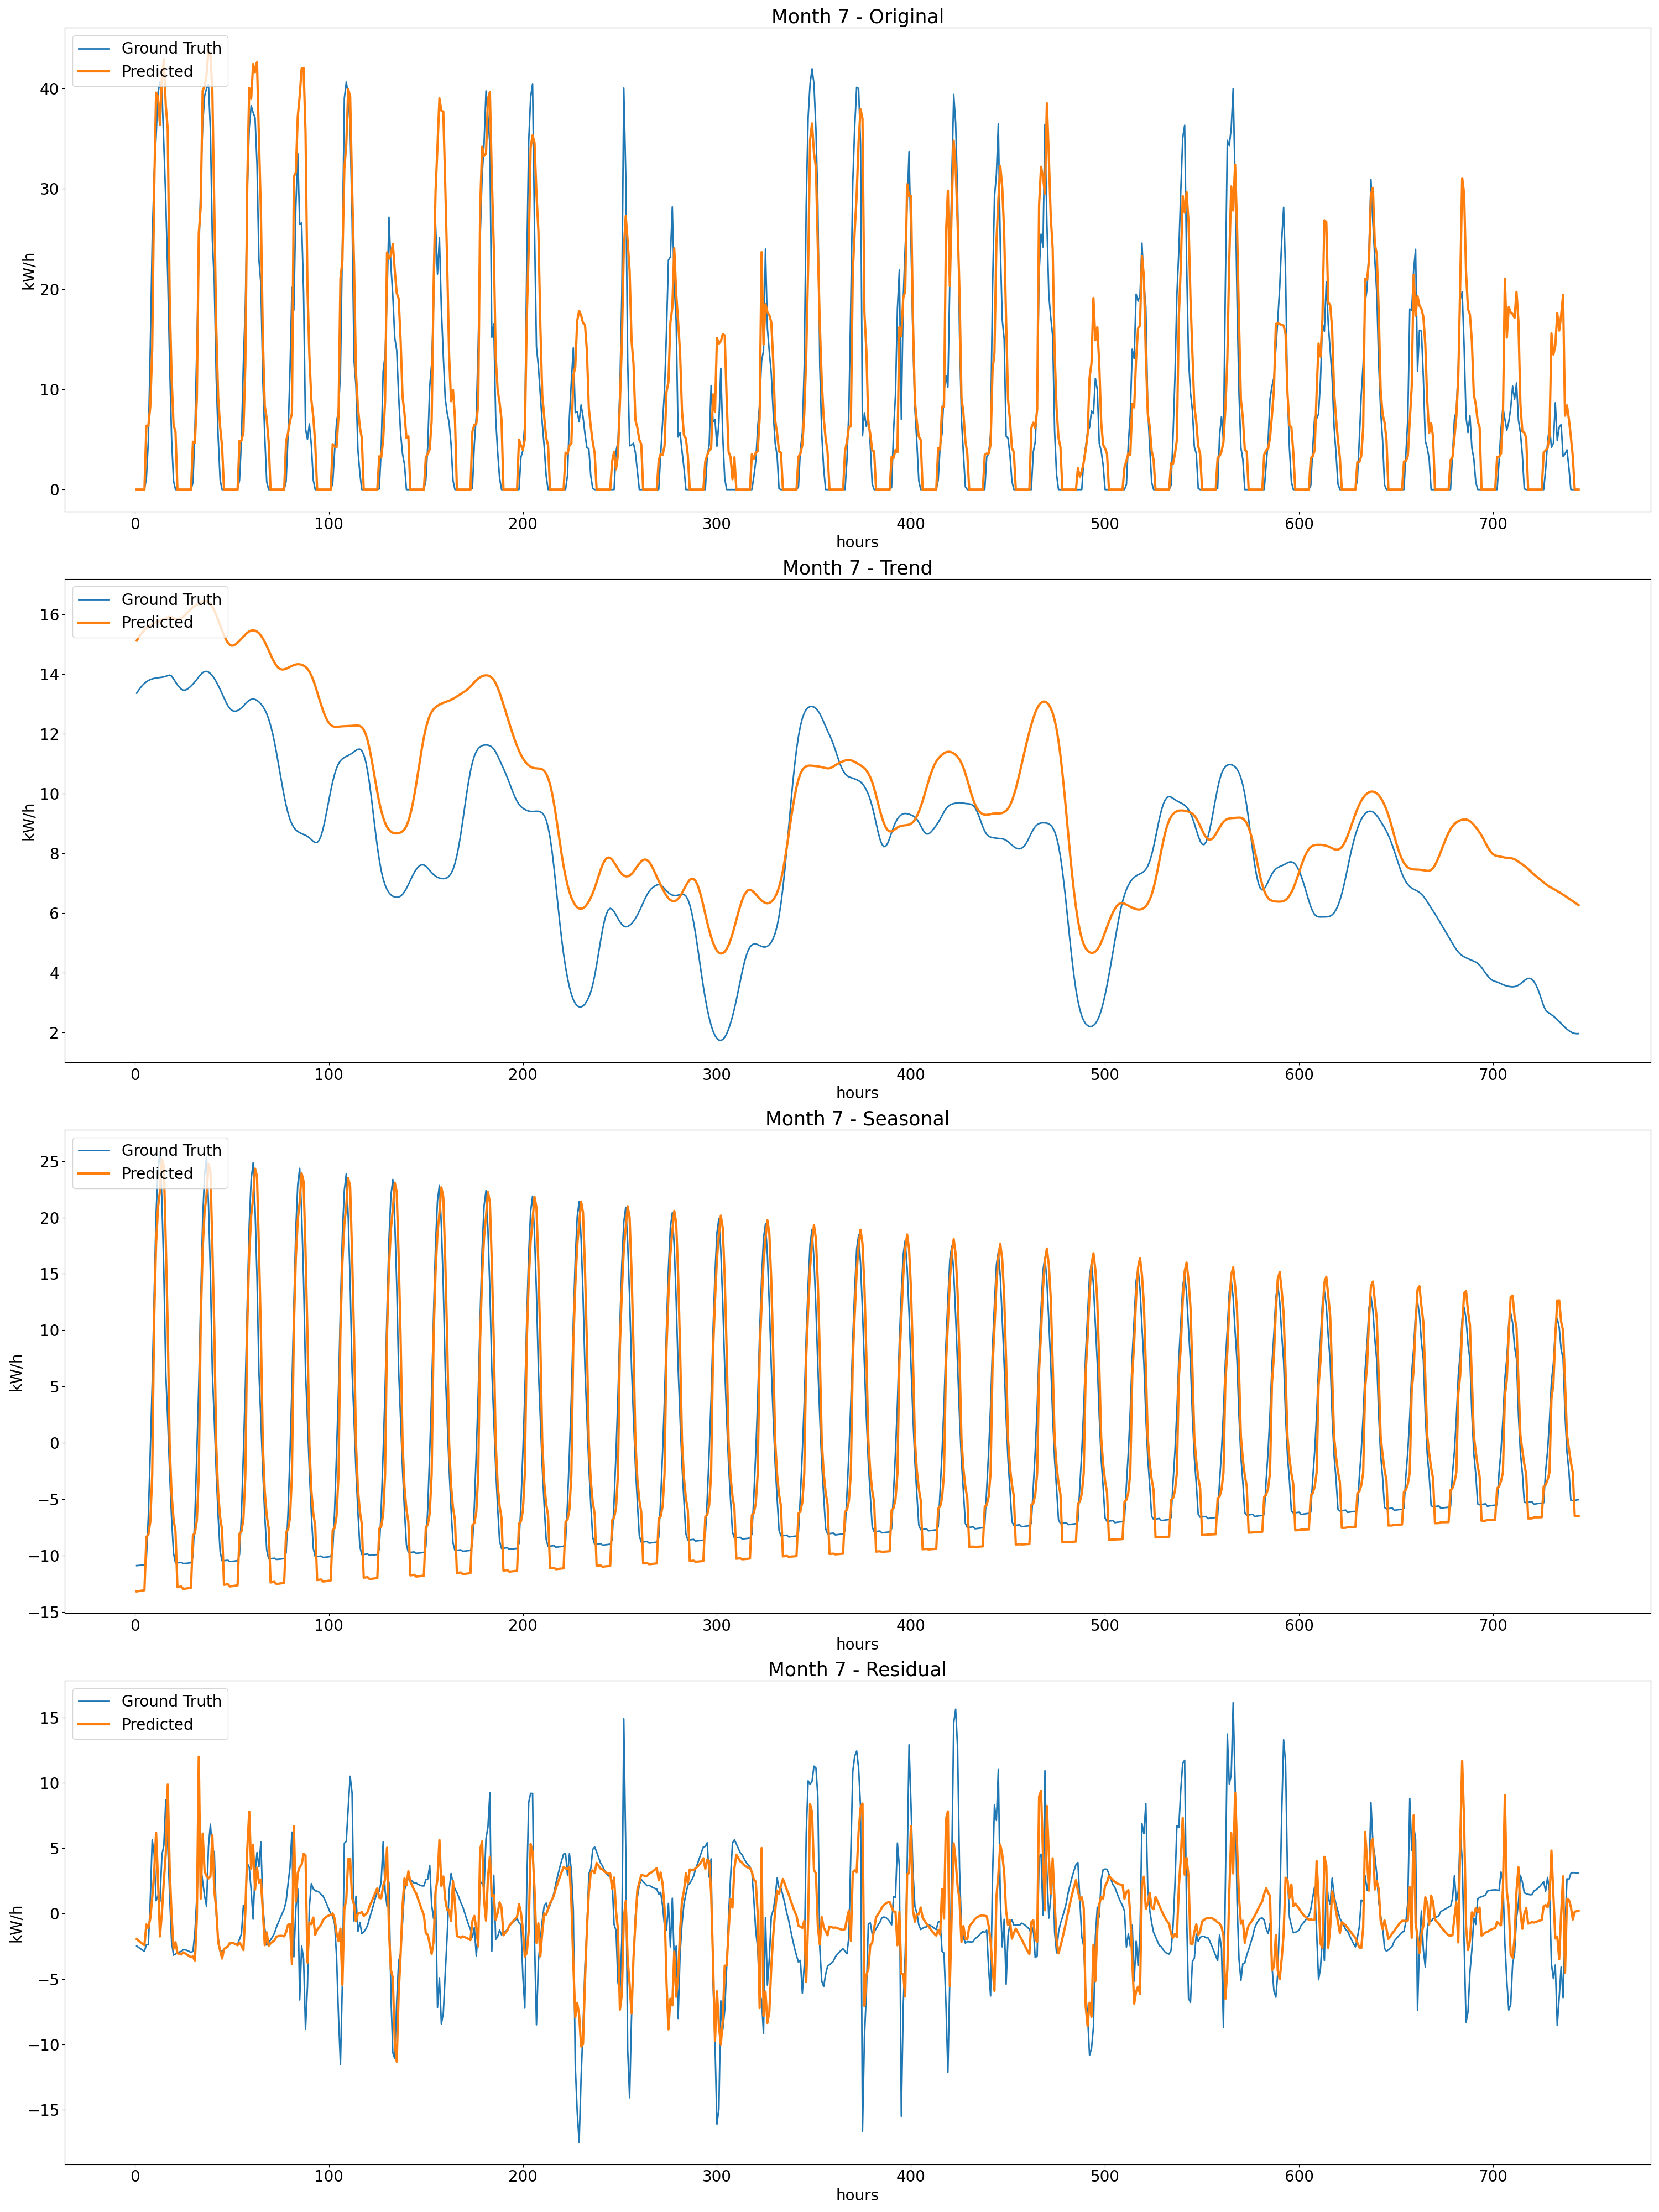 Month 7 - Original
Ground Truth
Predicted
40
30
20
10
0
kW/h
0 100 200 300 400 500 600 700
hours
Month 7 - Trend
Ground Truth
Predicted
16
14
12
10
8
6
4
2
kW/h
0 100 200 300 400 500 600 700
hours
Month 7 - Seasonal
Ground Truth
Predicted
25
20
15
10
5
0
−5
−10
−15
kW/h
0 100 200 300 400 500 600 700
hours
Month 7 - Residual
Ground Truth
Predicted
15
10
5
0
−5
−10
−15
kW/h
0 100 200 300 400 500 600 700
hours